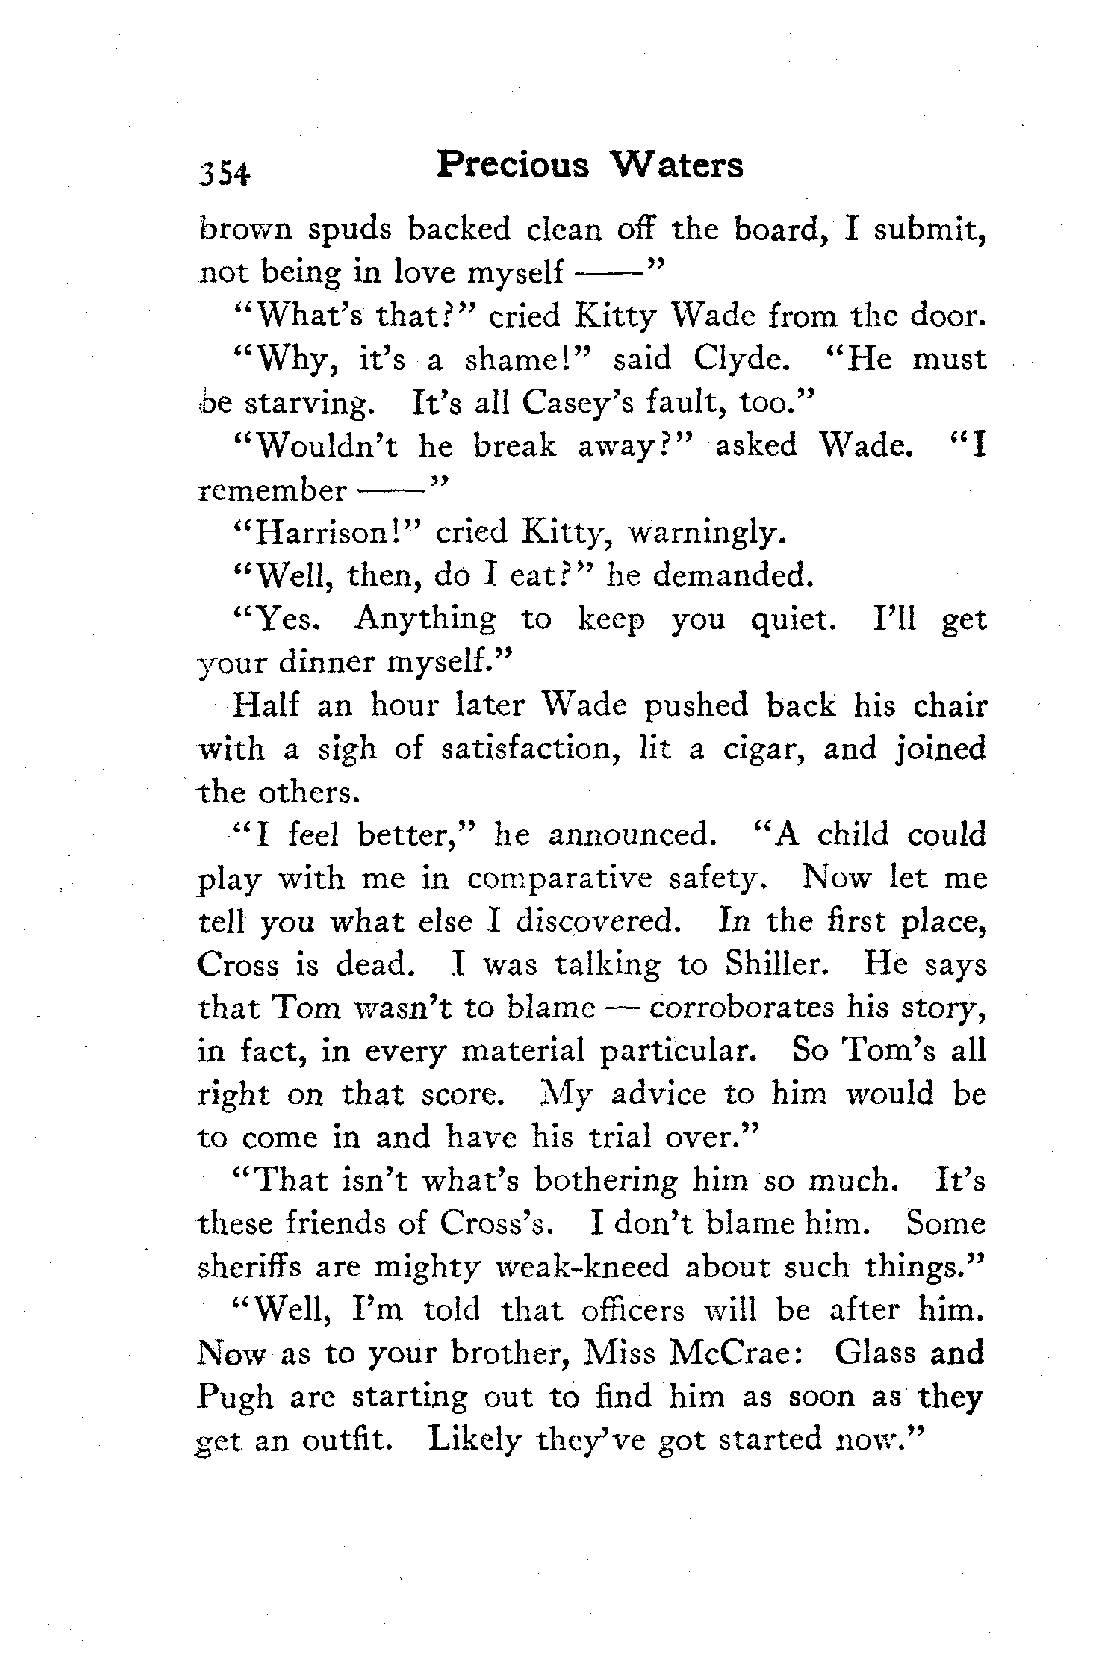 354 Precious Waters
brown spuds backed clean off the board, I submit,
not being in love myself ——"
"What's that?" cried Kitty Wade from the door.
"Why, it's a shame!" said Clyde. "He must
be starving. It's all Casey's fault, too."
"Wouldn't he break away?" asked Wade. "I
remember ——"
"Harrison!" cried Kitty, warningly.
"Well, then, do I eat?" he demanded.
"Yes. Anything to keep you quiet. I'll get
your dinner myself."
Half an hour later Wade pushed back his chair
with a sigh of satisfaction, lit a cigar, and joined
the others.
"I feel better," he announced. "A child could
play with me in comparative safety. Now let me
tell you what else I discovered. In the first place,
Cross is dead. I was talking to Shiller. He says
that Tom wasn't to blame — corroborates his story,
in fact, in every material particular. So Tom's all
right on that score. My advice to him would be
to come in and have his trial over."
"That isn't what's bothering him so much. It's
these friends of Cross's. I don't blame him. Some
sheriffs are mighty weak-kneed about such things."
"Well, I'm told that officers will be after him.
Now as to your brother, Miss McCrae: Glass and
Pugh are starting out to find him as soon as they
get an outfit. Likely they've got started now."